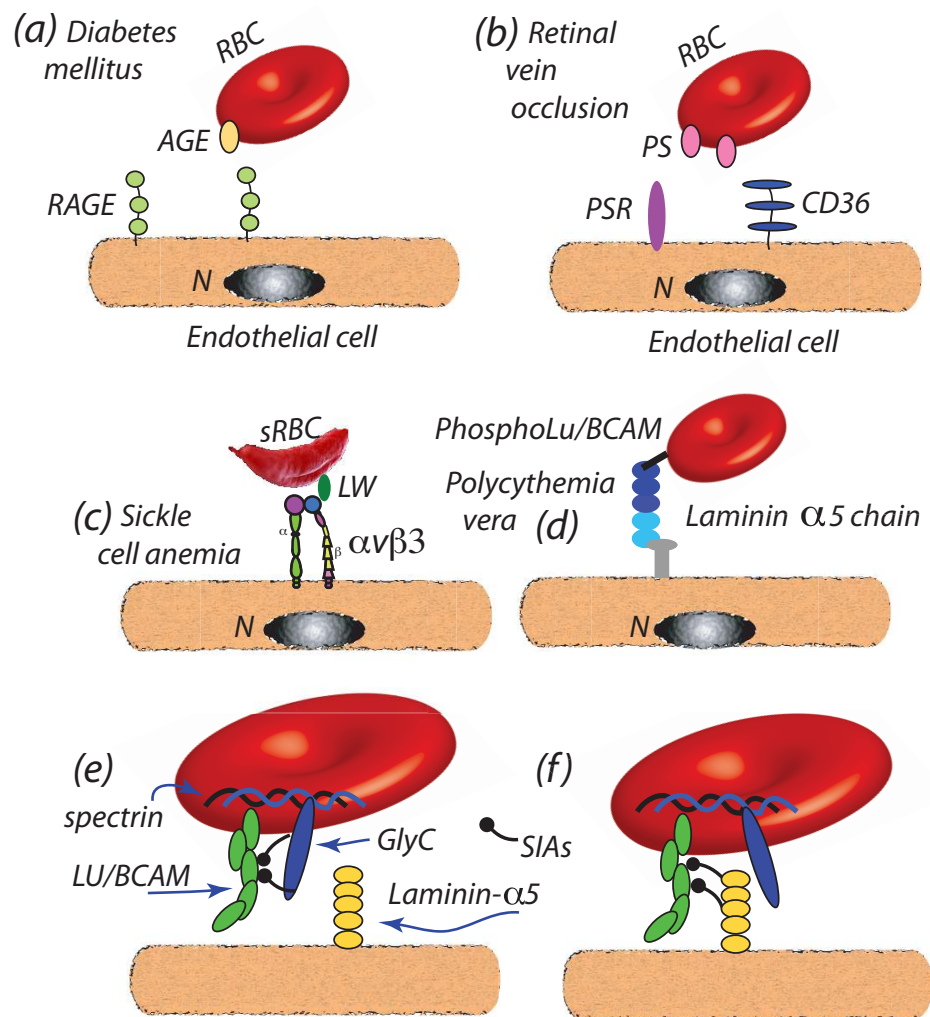 (a) Diabetes
mellitus
RBC
AGE
RAGE
N
Endothelial cell
(b) Retinal
vein
occlusion
RBC
PS
PSR
CD36
N
Endothelial cell
sRBC
LW
(c) Sickle
cell anemia
α
β
αvβ3
N
PhosphoLu/BCAM
Polycythemia
vera
(d)
Laminin α5 chain
N
(e)
spectrin
LU/BCAM
GlyC
SIAs
Laminin-α5
(f)